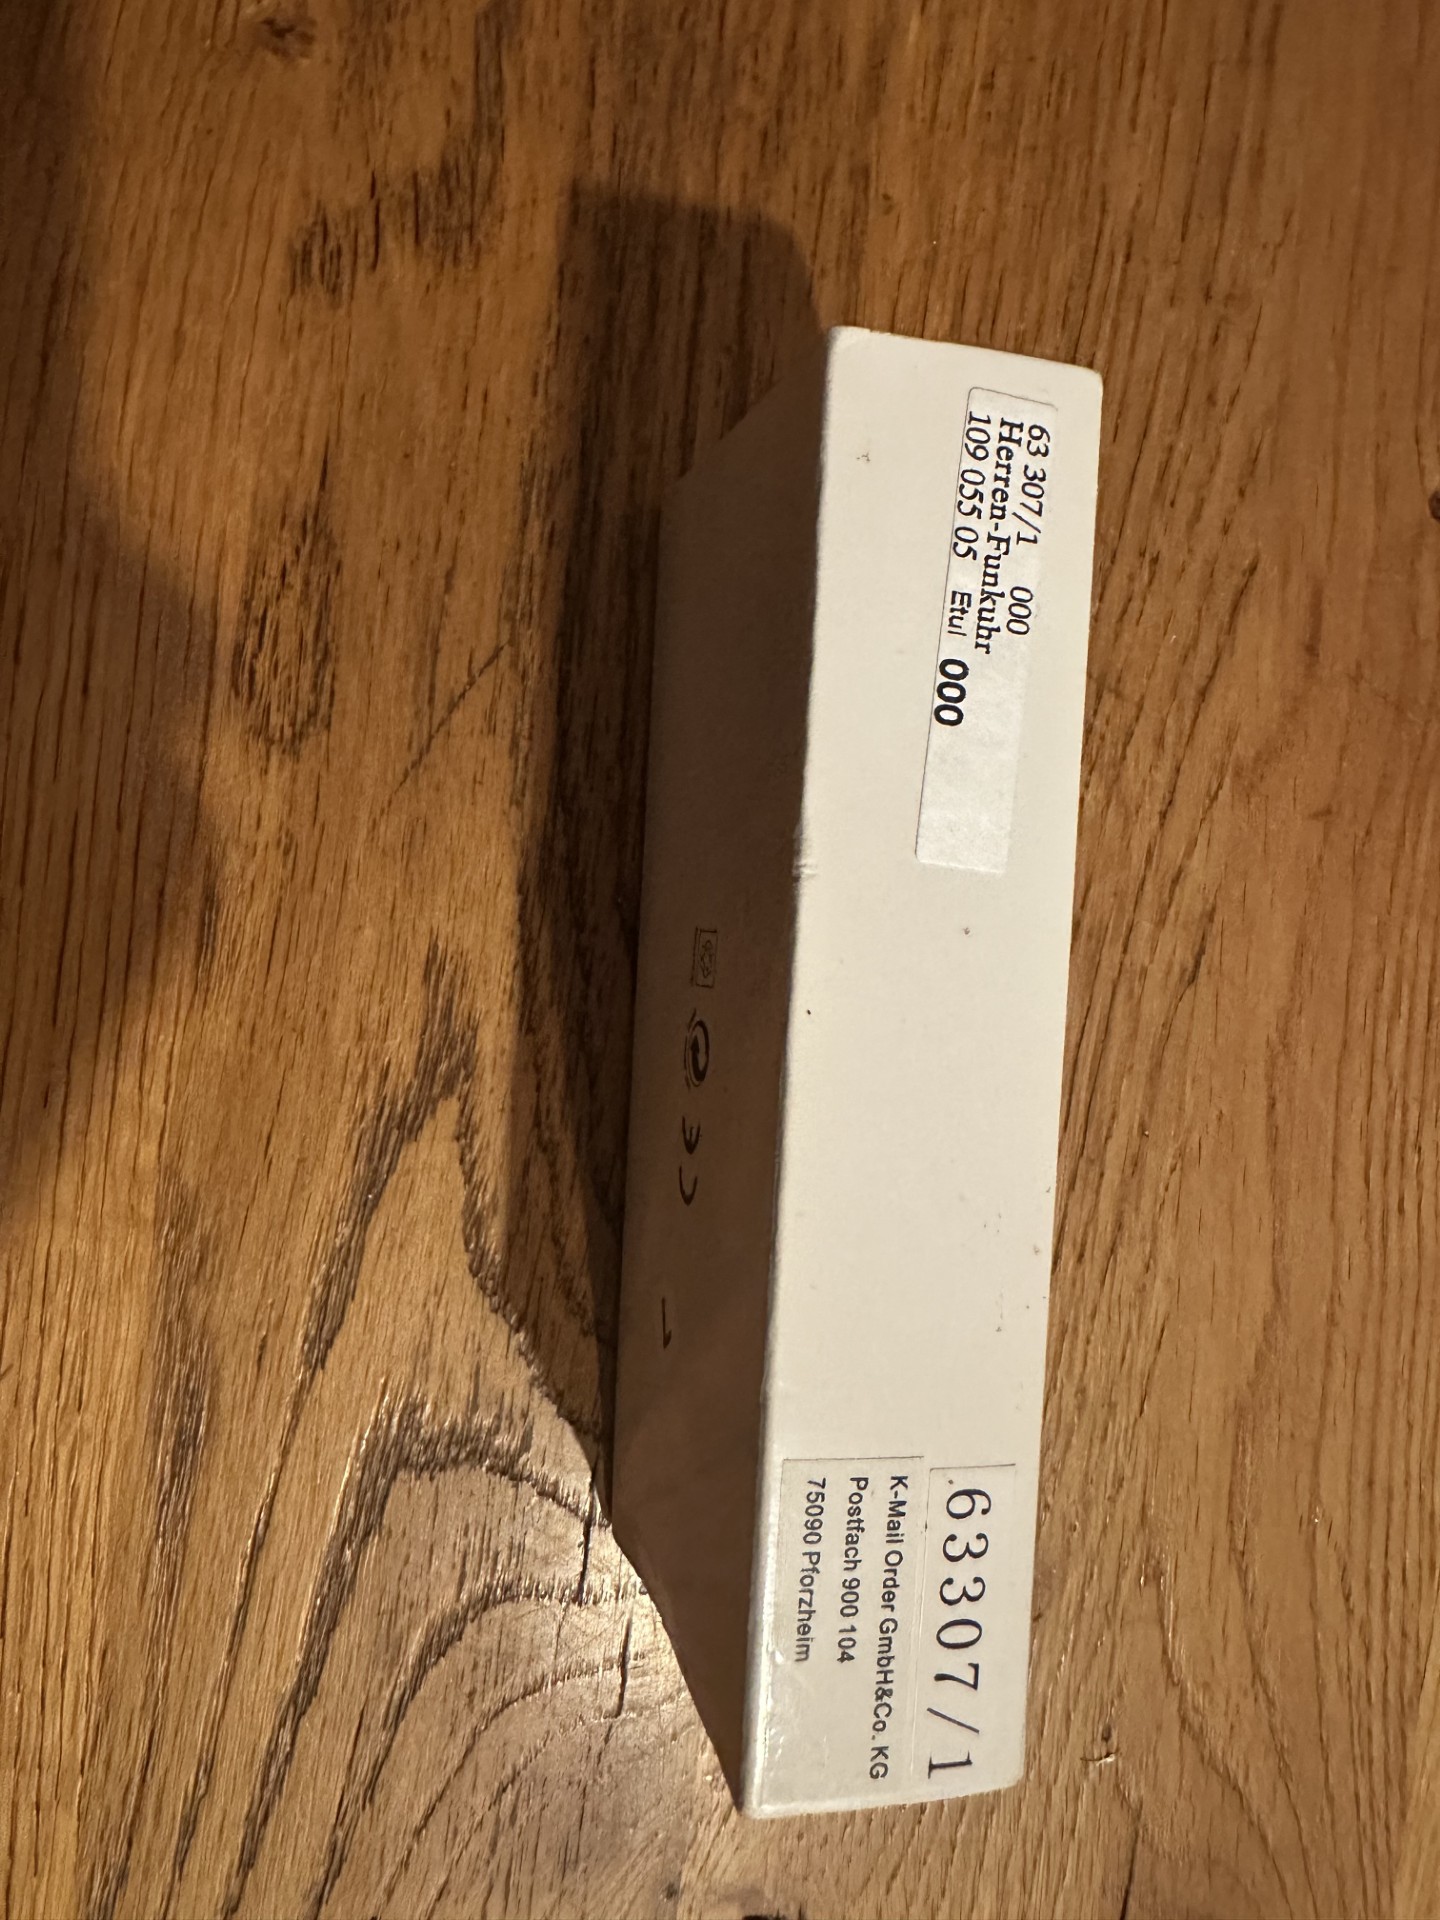 63 307/1 000
Herren-Funkuhr
109 055 05 Etui 000
.63307/1
K-Mail Order GmbH&Co. KG
Postfach 900 104
75090 Pforzheim